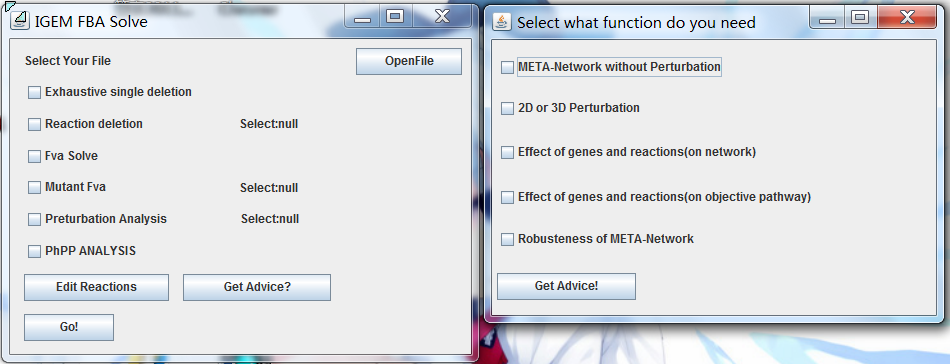 IGEM FBA Solve
Select Your File
OpenFile
Exhaustive single deletion
Reaction deletion
Select:null
Fva Solve
Mutant Fva
Select:null
Preturbation Analysis
Select:null
PhPP ANALYSIS
Edit Reactions
Get Advice?
Go!
Select what function do you need
META-Network without Perturbation
2D or 3D Perturbation
Effect of genes and reactions(on network)
Effect of genes and reactions(on objective pathway)
Robusteness of META-Network
Get Advice!